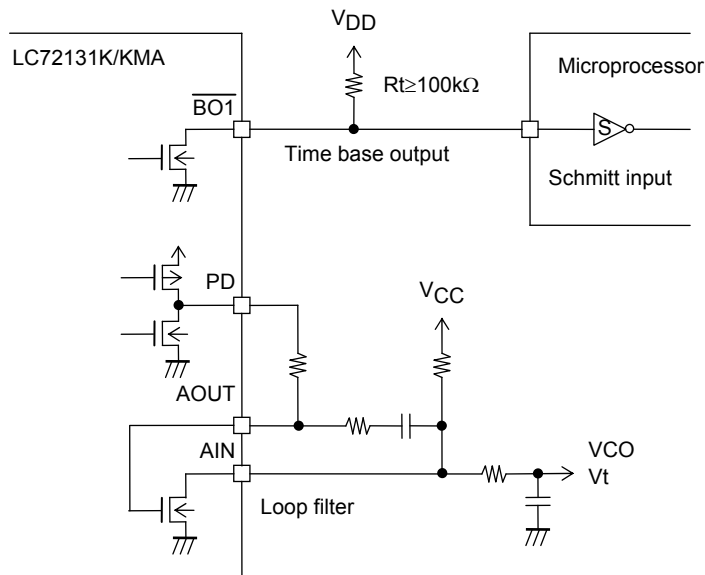 VDD
LC72131K/KMA
Microprocessor
BO1
Rt≥100kΩ
S
Time base output
Schmitt input
PD
VCC
AOUT
AIN
VCO
Vt
Loop filter